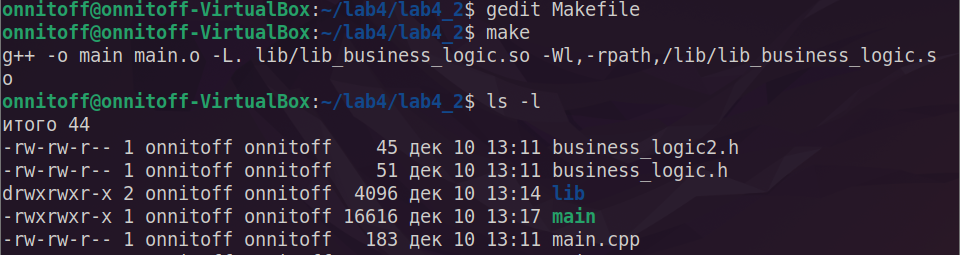 onnitoff@onnitoff-VirtualBox:~/lab4/lab4_2$ gedit Makefile
onnitoff@onnitoff-VirtualBox:~/lab4/lab4_2$ make
g++ -o main main.o -L. lib/lib_business_logic.so -Wl,-rpath,/lib/lib_business_logic.s
o
onnitoff@onnitoff-VirtualBox:~/lab4/lab4_2$ ls -l
итого 44
-rw-rw-r-- 1 onnitoff onnitoff    45 дек 10 13:11 business_logic2.h
-rw-rw-r-- 1 onnitoff onnitoff    51 дек 10 13:11 business_logic.h
drwxrwxr-x 2 onnitoff onnitoff  4096 дек 10 13:14 lib
-rwxrwxr-x 1 onnitoff onnitoff 16616 дек 10 13:17 main
-rw-rw-r-- 1 onnitoff onnitoff   183 дек 10 13:11 main.cpp